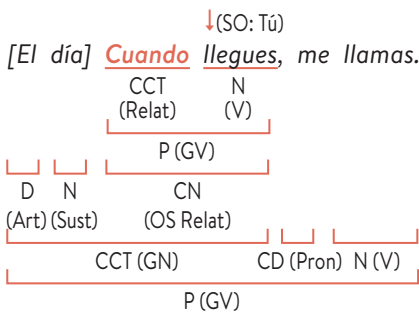 ↓(SO: Tú)
[El día] Cuando llegues, me llamas.
CCT N
(Relat) (V)
P (GV)
D N CN
(Art) (Sust) (OS Relat)
CCT (GN) CD (Pron) N (V)
P (GV)